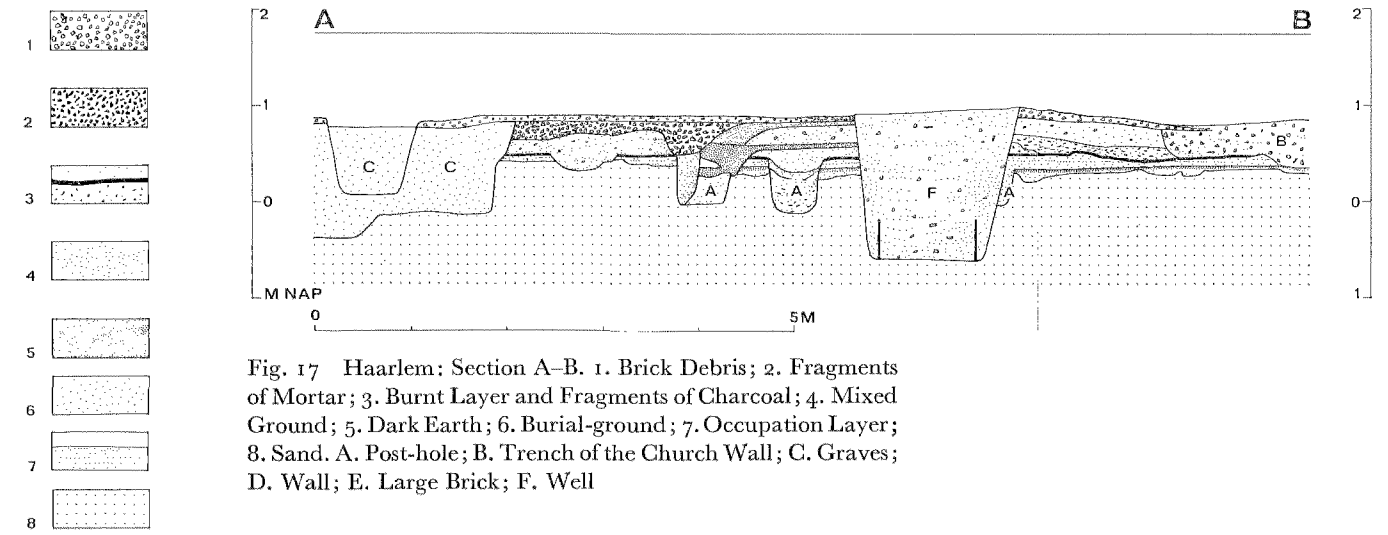 1
2
3
4
5
6
7
8
2
1
0
M NAP
A
B
C
C
A
A
F
A
B
2
1
0
1
0
5M
Fig. 17 Haarlem: Section A–B. 1. Brick Debris; 2. Fragments
of Mortar; 3. Burnt Layer and Fragments of Charcoal; 4. Mixed
Ground; 5. Dark Earth; 6. Burial-ground; 7. Occupation Layer;
8. Sand. A. Post-hole; B. Trench of the Church Wall; C. Graves;
D. Wall; E. Large Brick; F. Well